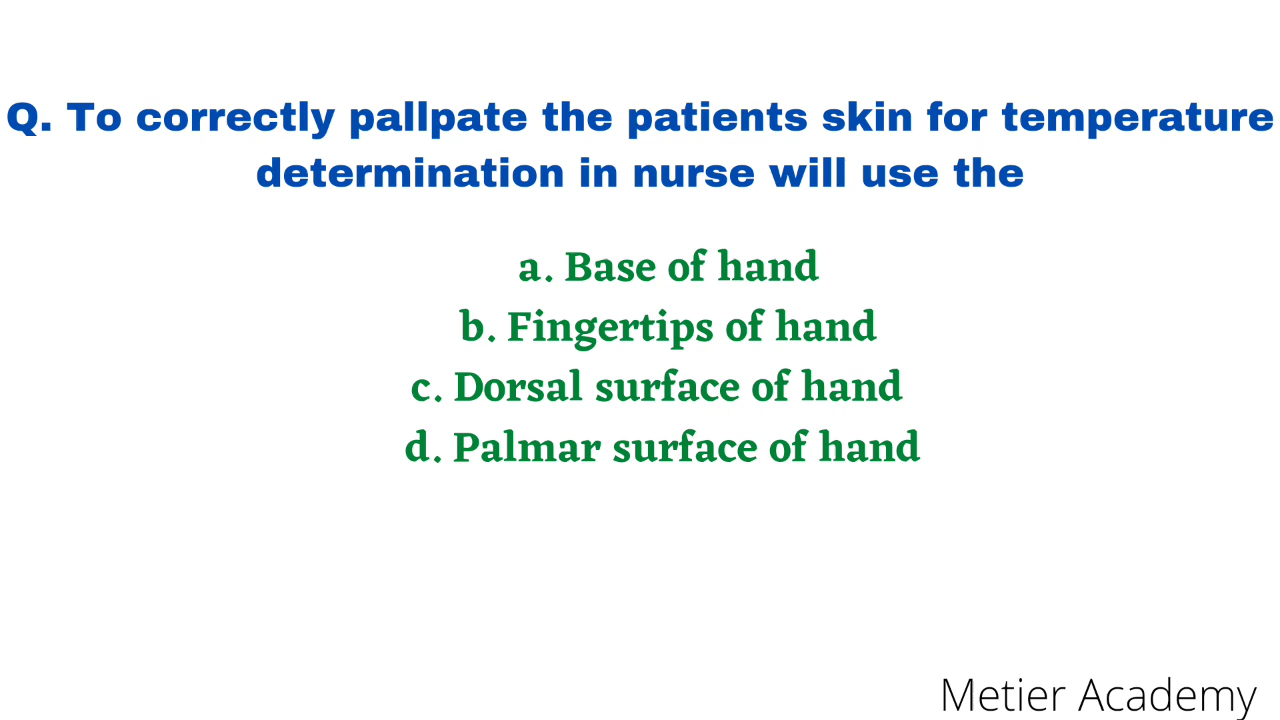 Q. To correctly pallpate the patients skin for temperature
determination in nurse will use the
a. Base of hand
b. Fingertips of hand
c. Dorsal surface of hand
d. Palmar surface of hand
Metier Academy